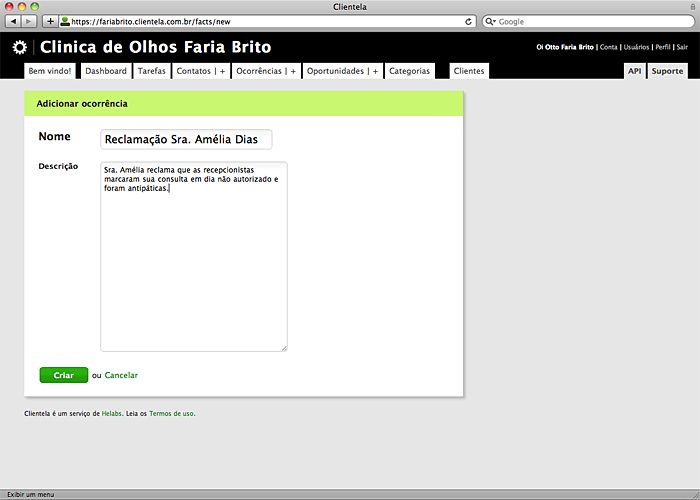 Clientela
https://fariabrito.clientela.com.br/facts/new
Google
Clinica de Olhos Faria Brito
Oi Otto Faria Brito | Conta | Usuários | Perfil | Sair
Bem vindo! Dashboard Tarefas Contatos | + Ocorrências | + Oportunidades | + Categorias Clientes API Suporte
Adicionar ocorrência
Nome Reclamação Sra. Amélia Dias
Descrição
Sra. Amélia reclama que as recepcionistas
marcaram sua consulta em dia não autorizado e
foram antipáticas.
Criar ou Cancelar
Clientela é um serviço de Helabs. Leia os Termos de uso.
Exibir um menu